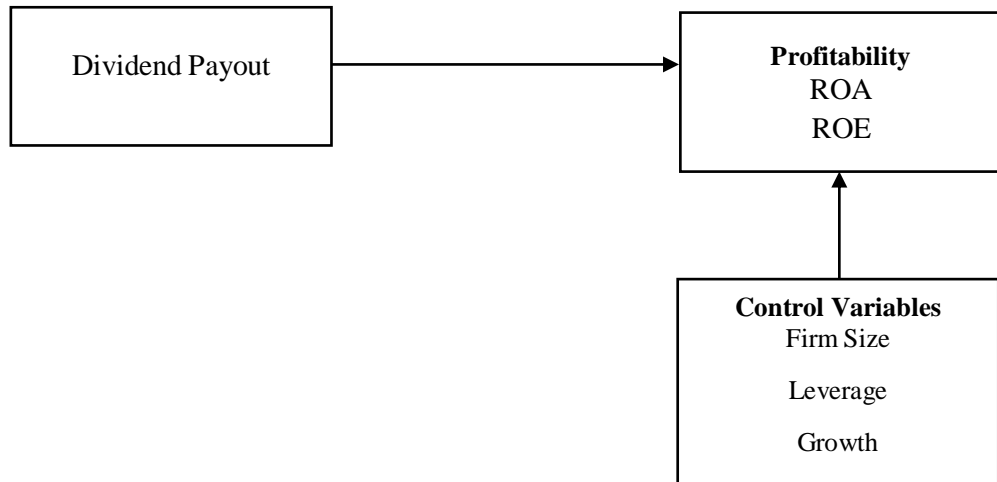 Dividend Payout
Profitability
ROA
ROE
Control Variables
Firm Size
Leverage
Growth